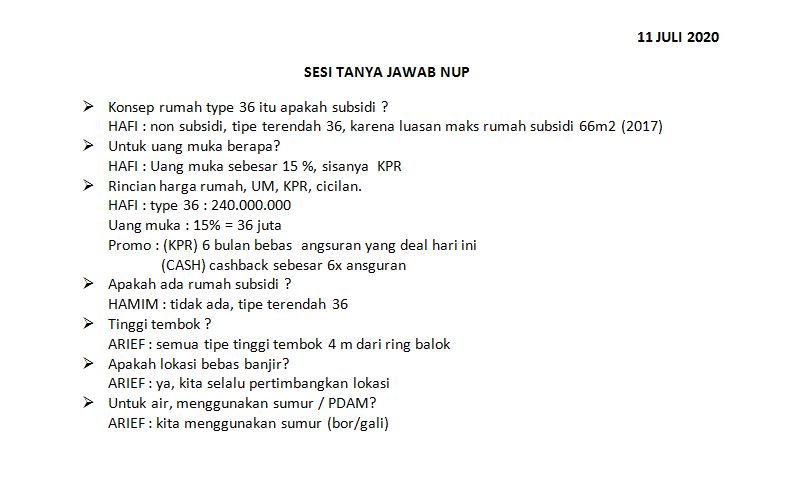 11 JULI 2020
SESI TANYA JAWAB NUP
➢ Konsep rumah type 36 itu apakah subsidi ?
HAFI : non subsidi, tipe terendah 36, karena luasan maks rumah subsidi 66m2 (2017)
➢ Untuk uang muka berapa?
HAFI : Uang muka sebesar 15 %, sisanya KPR
➢ Rincian harga rumah, UM, KPR, cicilan.
HAFI : type 36 : 240.000.000
Uang muka : 15% = 36 juta
Promo : (KPR) 6 bulan bebas angsuran yang deal hari ini
(CASH) cashback sebesar 6x ansguran
➢ Apakah ada rumah subsidi ?
HAMIM : tidak ada, tipe terendah 36
➢ Tinggi tembok ?
ARIEF : semua tipe tinggi tembok 4 m dari ring balok
➢ Apakah lokasi bebas banjir?
ARIEF : ya, kita selalu pertimbangkan lokasi
➢ Untuk air, menggunakan sumur / PDAM?
ARIEF : kita menggunakan sumur (bor/gali)